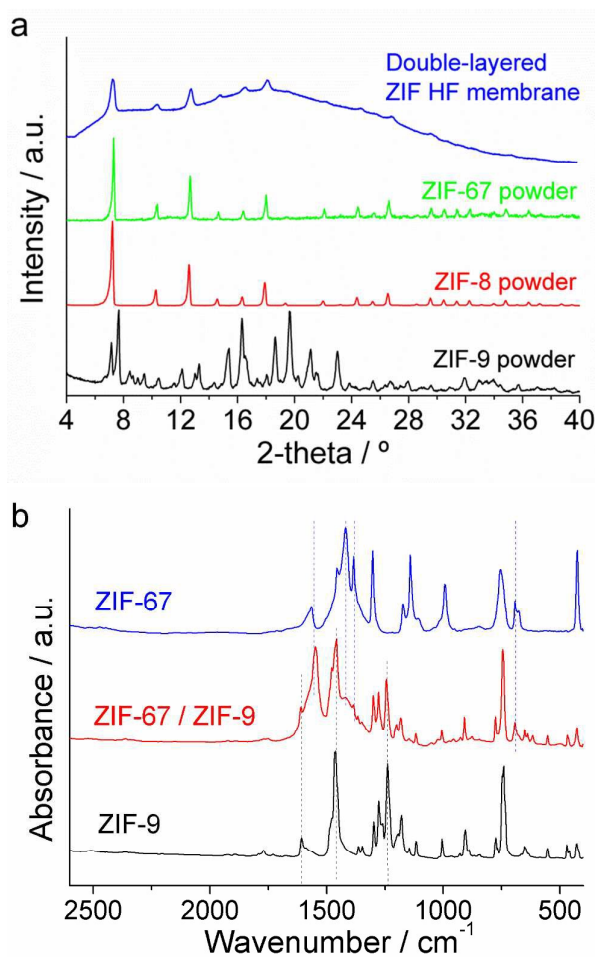 a
Double-layered
ZIF HF membrane
ZIF-67 powder
ZIF-8 powder
ZIF-9 powder
Intensity / a.u.
4 8 12 16 20 24 28 32 36 40
2-theta / º
b
ZIF-67
ZIF-67 / ZIF-9
ZIF-9
Absorbance / a.u.
2500 2000 1500 1000 500
Wavenumber / cm⁻¹